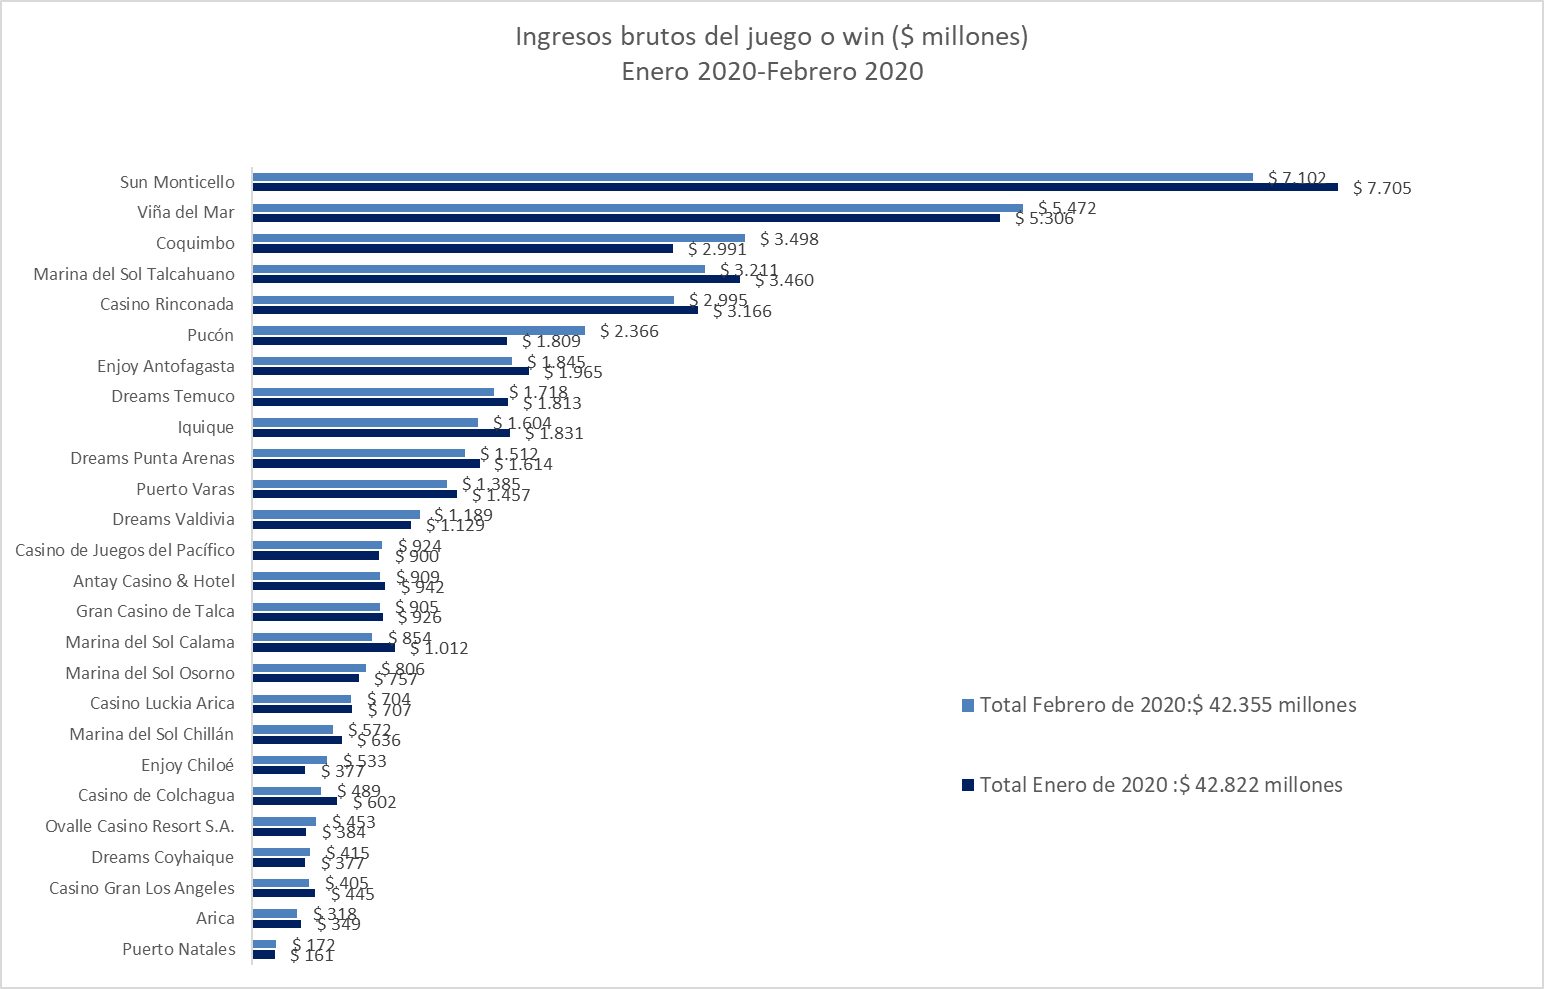 Ingresos brutos del juego o win ($ millones)
Enero 2020-Febrero 2020
Sun Monticello
$ 7.102
$ 7.705
Viña del Mar
$ 5.472
$ 5.306
Coquimbo
$ 3.498
$ 2.991
Marina del Sol Talcahuano
$ 3.211
$ 3.460
Casino Rinconada
$ 2.995
$ 3.166
Pucón
$ 2.366
$ 1.809
Enjoy Antofagasta
$ 1.845
$ 1.965
Dreams Temuco
$ 1.718
$ 1.813
Iquique
$ 1.604
$ 1.831
Dreams Punta Arenas
$ 1.512
$ 1.614
Puerto Varas
$ 1.385
$ 1.457
Dreams Valdivia
$ 1.189
$ 1.129
Casino de Juegos del Pacífico
$ 924
$ 900
Antay Casino & Hotel
$ 909
$ 942
Gran Casino de Talca
$ 905
$ 926
Marina del Sol Calama
$ 854
$ 1.012
Marina del Sol Osorno
$ 806
$ 757
Casino Luckia Arica
$ 704
$ 707
Marina del Sol Chillán
$ 572
$ 636
Enjoy Chiloé
$ 533
$ 377
Casino de Colchagua
$ 489
$ 602
Ovalle Casino Resort S.A.
$ 453
$ 384
Dreams Coyhaique
$ 415
$ 377
Casino Gran Los Angeles
$ 405
$ 445
Arica
$ 318
$ 349
Puerto Natales
$ 172
$ 161
Total Febrero de 2020:$ 42.355 millones
Total Enero de 2020 :$ 42.822 millones